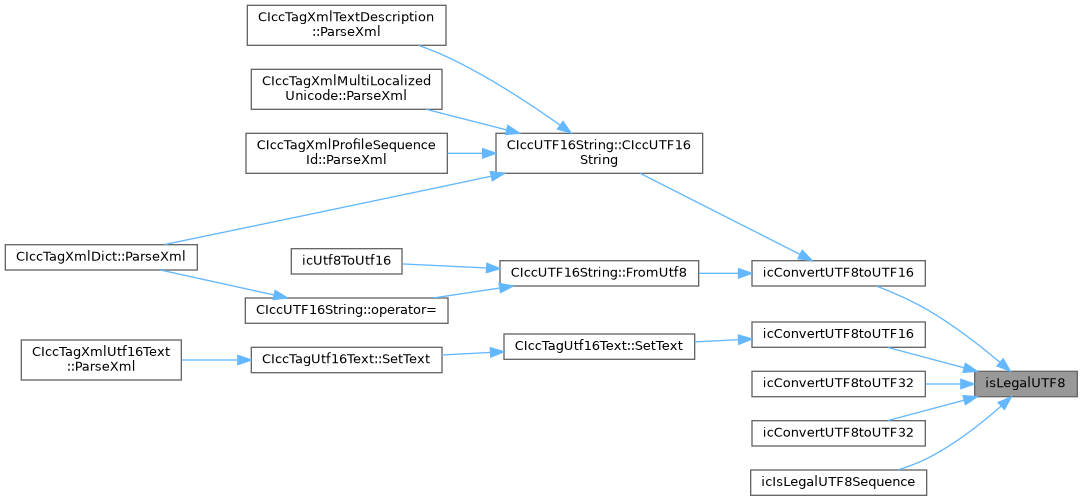 CIccTagXmlTextDescription
::ParseXml
CIccTagXmlMultiLocalized
Unicode::ParseXml
CIccTagXmlProfileSequence
Id::ParseXml
CIccUTF16String::CIccUTF16
String
CIccTagXmlDict::ParseXml
icUtf8ToUtf16
CIccUTF16String::FromUtf8
icConvertUTF8toUTF16
CIccUTF16String::operator=
CIccTagXmlUtf16Text
::ParseXml
CIccTagUtf16Text::SetText
CIccTagUtf16Text::SetText
icConvertUTF8toUTF16
icConvertUTF8toUTF32
isLegalUTF8
icConvertUTF8toUTF32
icIsLegalUTF8Sequence